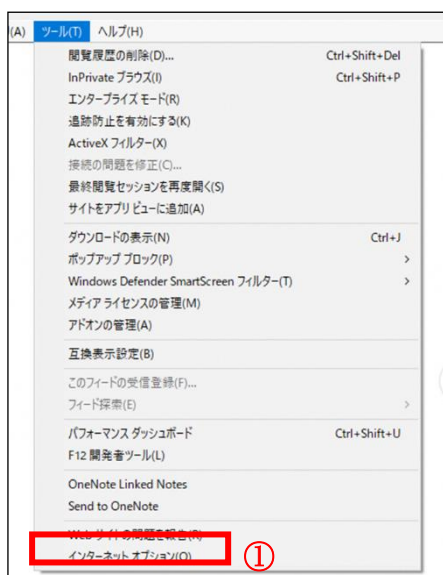 (A) ツール(T) ヘルプ(H)
閲覧履歴の削除(D)... Ctrl+Shift+Del
InPrivate ブラウズ(I) Ctrl+Shift+P
エンタープライズ モード(R)
追跡防止を有効にする(K)
ActiveX フィルター(X)
接続の問題を修正(C)...
最終閲覧セッションを再度開く(S)
サイトをアプリ ビューに追加(A)
ダウンロードの表示(N) Ctrl+J
ポップアップ ブロック(P) >
Windows Defender SmartScreen フィルター(T) >
メディア ライセンスの管理(M)
アドオンの管理(A)
互換表示設定(B)
このフィードの受信登録(F)...
フィード探索(E) >
パフォーマンス ダッシュボード Ctrl+Shift+U
F12 開発者ツール(L)
OneNote Linked Notes
Send to OneNote
Web サイトの問題を報告(R)
インターネット オプション(O)
①